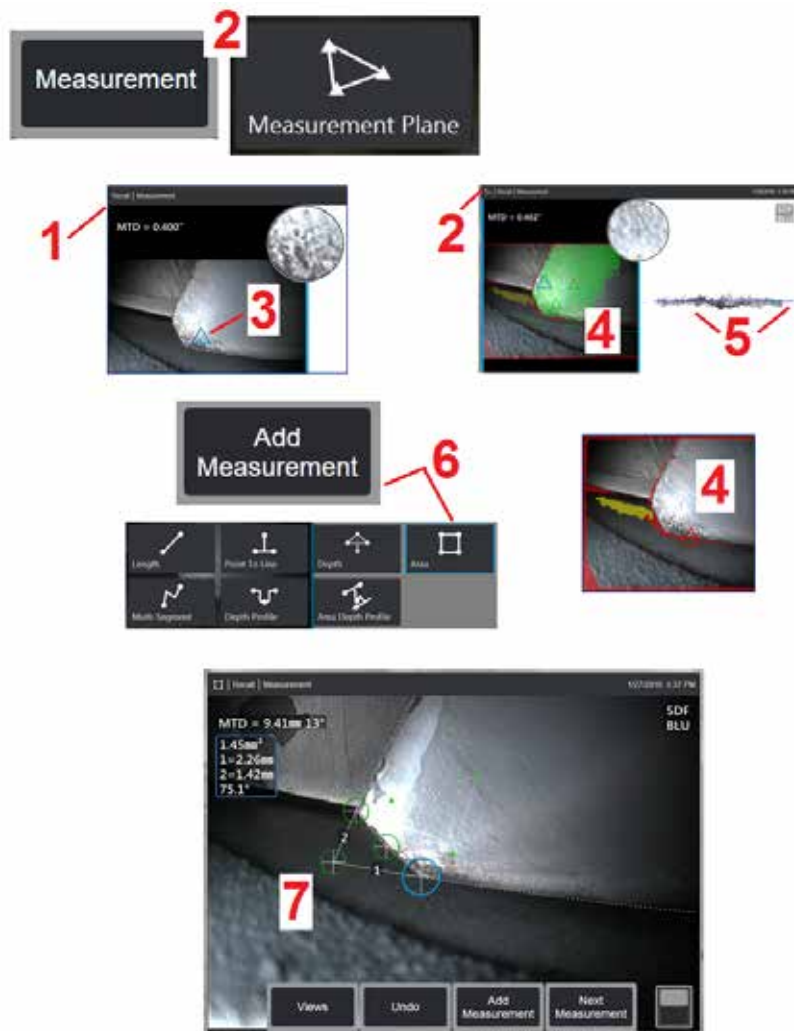 Measurement
2
Measurement Plane
1
MTD = 0.400"
3
2
MTD = 0.462"
4
5
Add
Measurement
6
Length
Point To Line
Depth
Area
Multi Segment
Depth Profile
Area Depth Profile
4
Recall | Measurement
MTD = 9.41mm 13°
SDF
BLU
1.45mm²
1=2.26mm
2=1.42mm
75.1°
2
1
7
Views
Undo
Add
Measurement
Next
Measurement